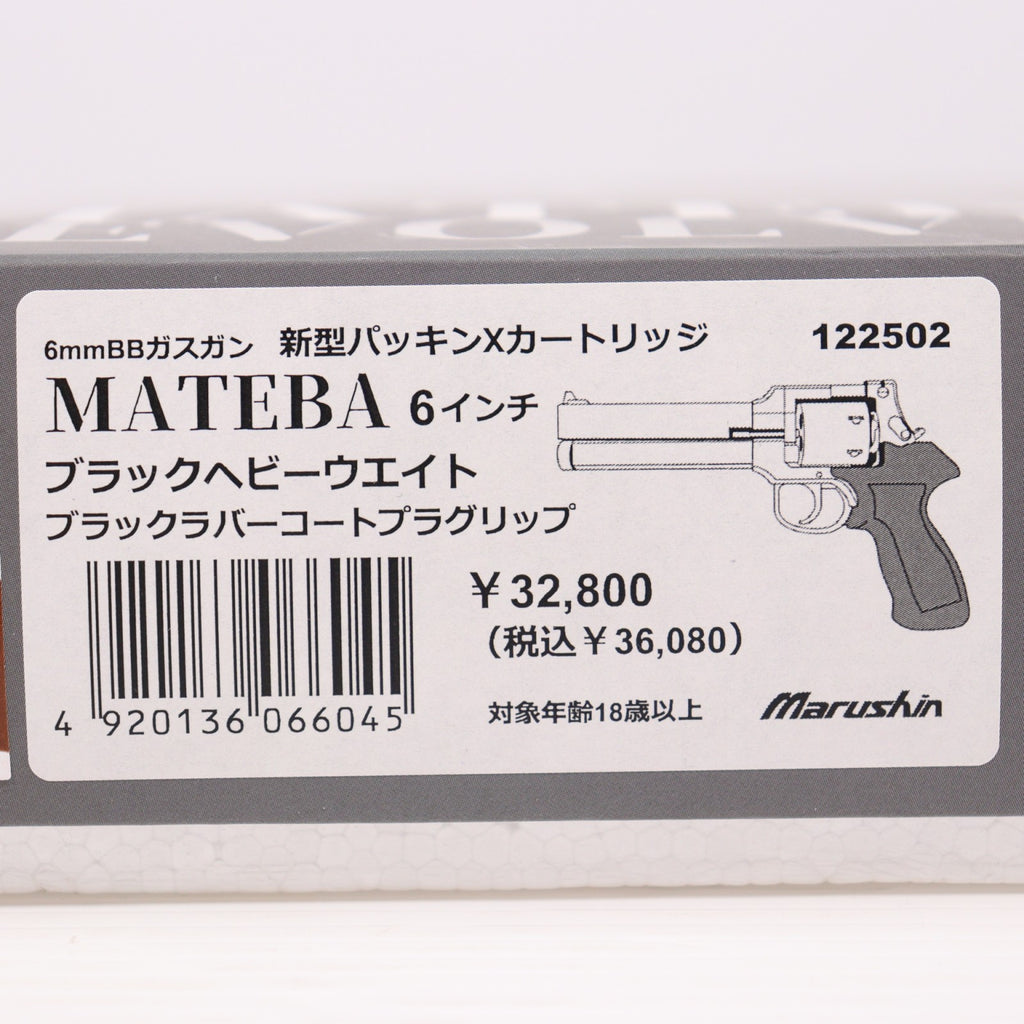 6mmBBガスガン 新型パッキンXカートリッジ 122502
MATEBA 6インチ
ブラックヘビーウエイト
ブラックラバーコートプラグリップ
￥32,800
（税込￥36,080）
4 920136 066045
対象年齢18歳以上
Marushin